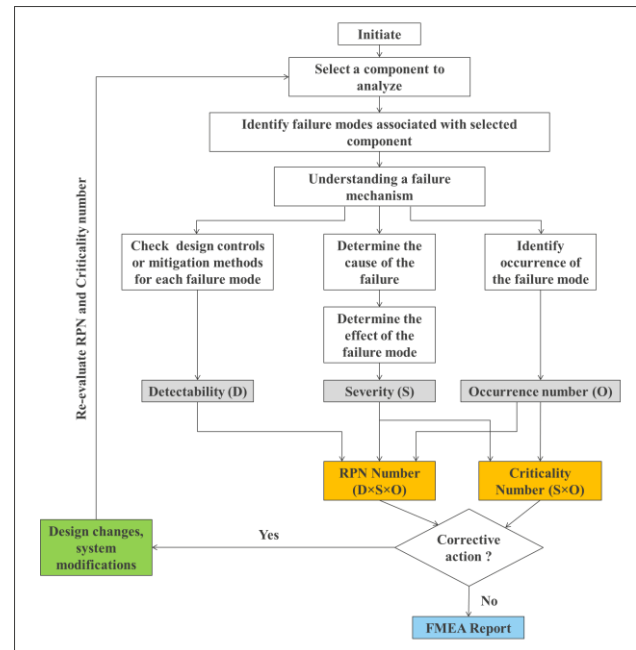 Initiate
Select a component to
analyze
Identify failure modes associated with selected
component
Understanding a failure
mechanism
Check design controls
or mitigation methods
for each failure mode
Determine the
cause of the
failure
Identify
occurrence of
the failure mode
Determine the
effect of the
failure mode
Detectability (D)
Severity (S)
Occurrence number (O)
RPN Number
(D×S×O)
Criticality
Number (S×O)
Corrective
action ?
Yes
Design changes,
system
modifications
Re-evaluate RPN and Criticality number
No
FMEA Report